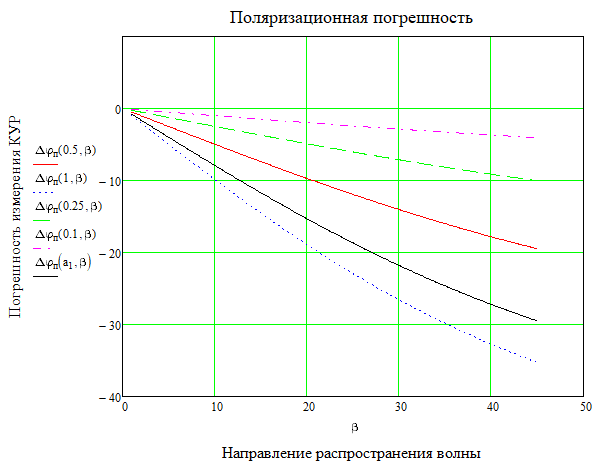 Поляризационная погрешность
Погрешность измерения КУР
Δφп(0.5,β)
Δφп(1,β)
Δφп(0.25,β)
Δφп(0.1,β)
Δφп(a1,β)
0
−10
−20
−30
−40
0 10 20 30 40 50
β
Направление распространения волны